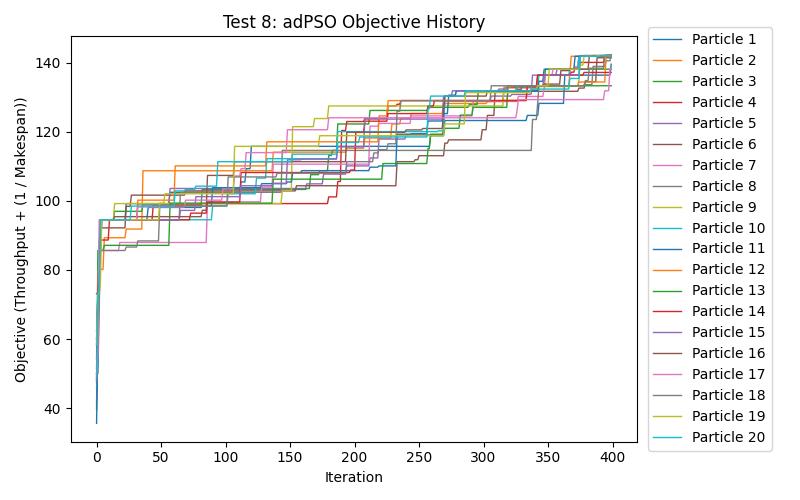 Test 8: adPSO Objective History
Objective (Throughput + (1 / Makespan))
140
120
100
80
60
40
0 50 100 150 200 250 300 350 400
Iteration
Particle 1
Particle 2
Particle 3
Particle 4
Particle 5
Particle 6
Particle 7
Particle 8
Particle 9
Particle 10
Particle 11
Particle 12
Particle 13
Particle 14
Particle 15
Particle 16
Particle 17
Particle 18
Particle 19
Particle 20